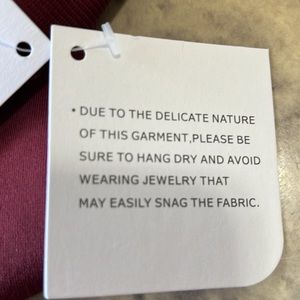 • DUE TO THE DELICATE NATURE
OF THIS GARMENT,PLEASE BE
SURE TO HANG DRY AND AVOID
WEARING JEWELRY THAT
MAY EASILY SNAG THE FABRIC.